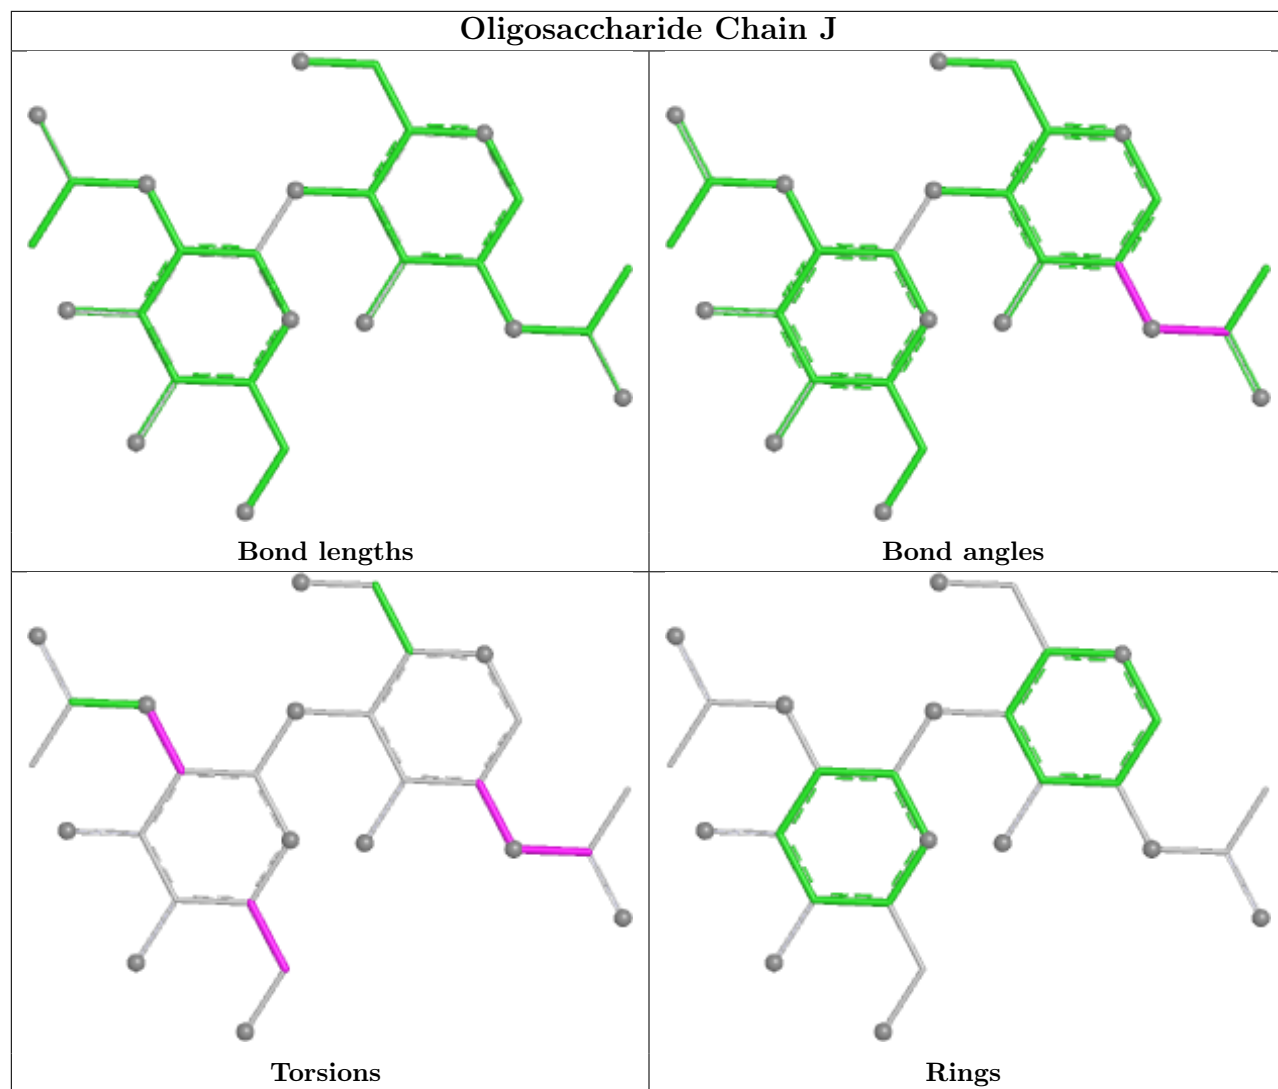 Oligosaccharide Chain J
Bond lengths
Bond angles
Torsions
Rings